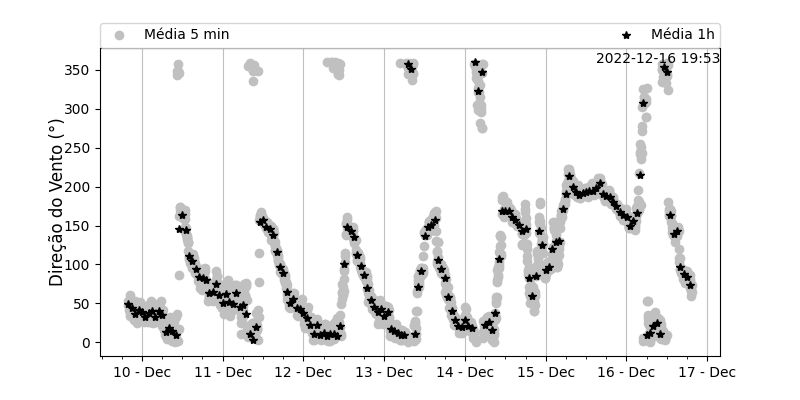 Média 5 min
Média 1h
2022-12-16 19:53
Direção do Vento (°)
350
300
250
200
150
100
50
0
10 - Dec
11 - Dec
12 - Dec
13 - Dec
14 - Dec
15 - Dec
16 - Dec
17 - Dec